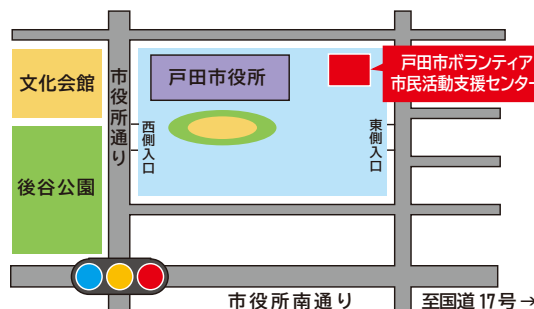 文化会館
市役所通り
戸田市役所
戸田市ボランティア
市民活動支援センター
西側入口
東側入口
後谷公園
市役所南通り
至国道17号→